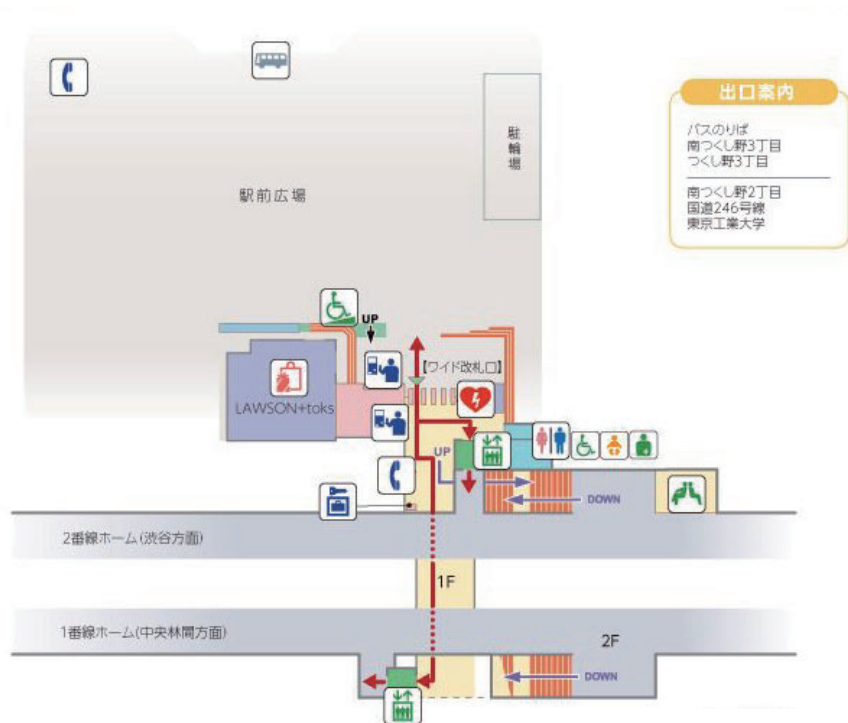 出口案内
バスのりば
南つくし野3丁目
つくし野3丁目
南つくし野2丁目
国道246号線
東京工業大学
駐輪場
駅前広場
UP
【ワイド改札口】
LAWSON+toks
UP
DOWN
2番線ホーム(渋谷方面)
1F
1番線ホーム(中央林間方面)
2F
DOWN